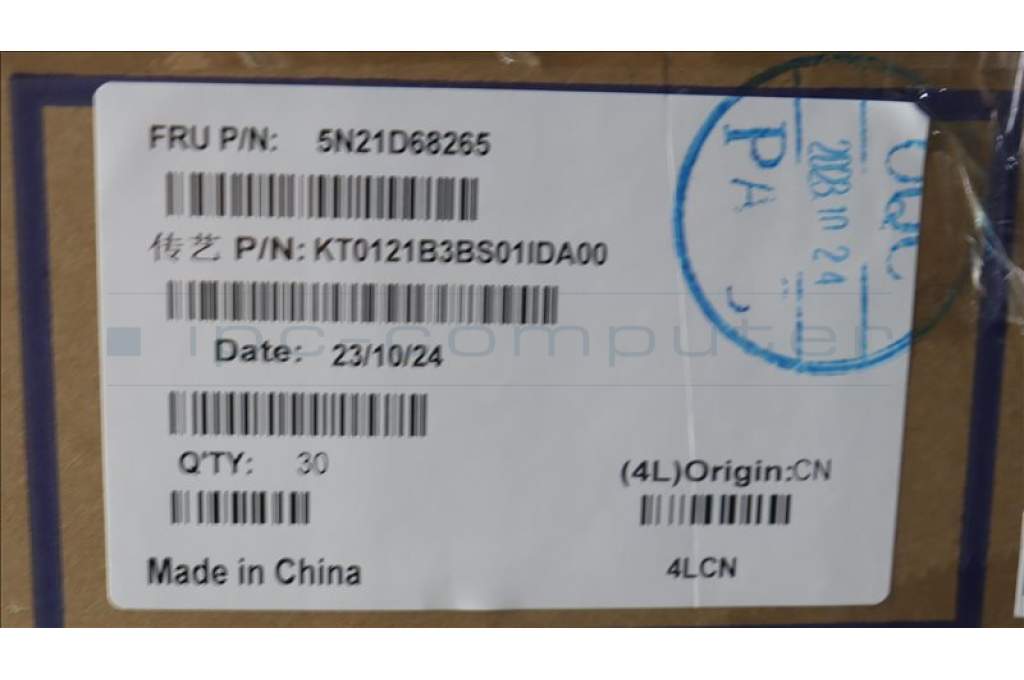 FRU P/N: 5N21D68265
传艺 P/N: KT0121B3BS01IDA00
Date: 23/10/24
Q'TY: 30
(4L)Origin:CN
Made in China
4LCN
PA
2023 10 24
ipc computer